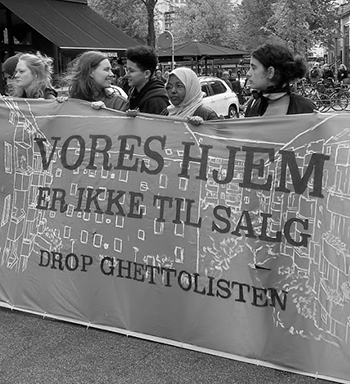 VORES HJEM
ER IKKE TIL SALG
DROP GHETTOLISTEN